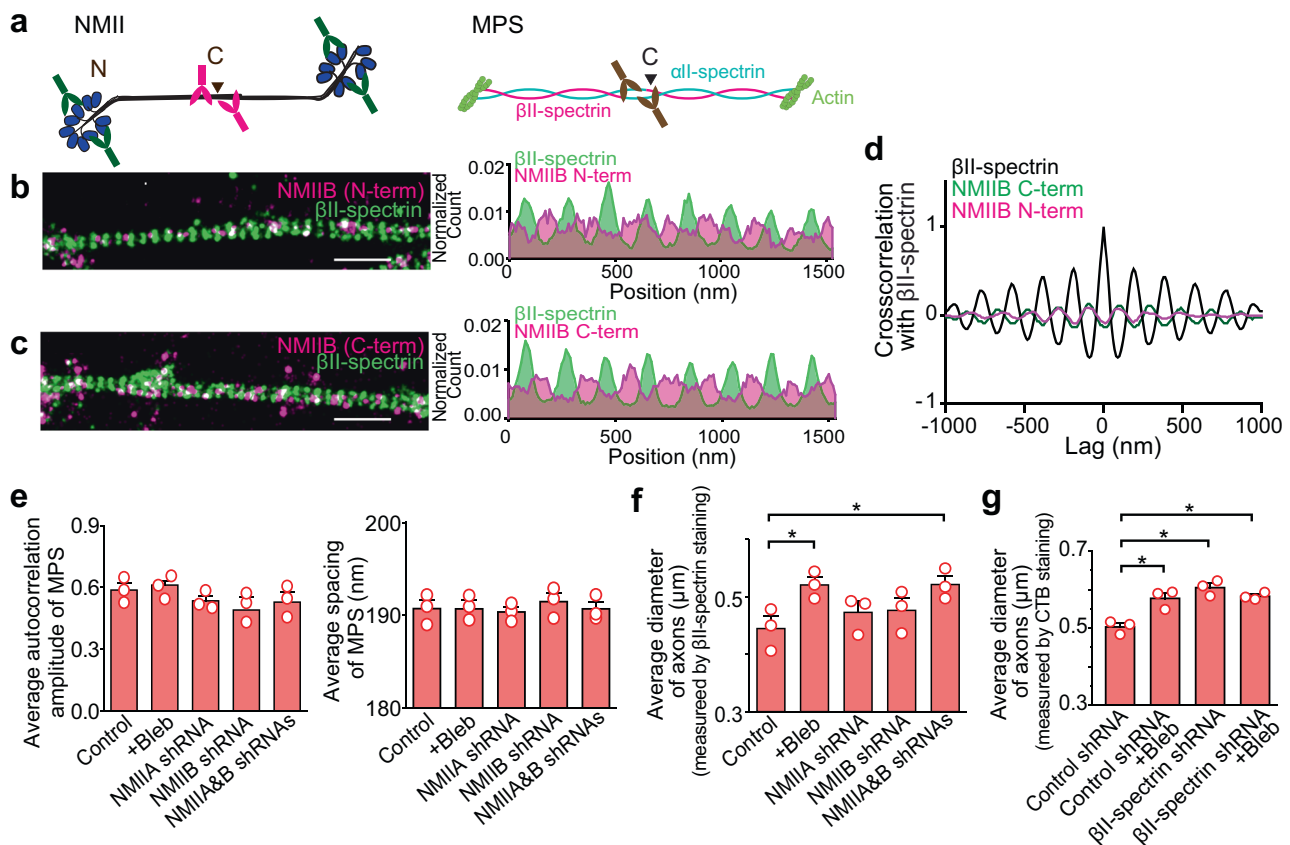 a
NMII
N
C
MPS
C
αII-spectrin
βII-spectrin
Actin
b
NMIIB (N-term)
βII-spectrin
Normalized
Count
0.02
0.01
0.00
βII-spectrin
NMIIB N-term
0
500
1000
1500
Position (nm)
c
NMIIB (C-term)
βII-spectrin
Normalized
Count
0.02
0.01
0.00
βII-spectrin
NMIIB C-term
0
500
1000
1500
Position (nm)
d
βII-spectrin
NMIIB C-term
NMIIB N-term
Crosscorrelation
with βII-spectrin
1
0
-1
-1000
-500
0
500
1000
Lag (nm)
e
Average autocorrelation
amplitude of MPS
0.9
0.6
0.3
0.0
Control
+Bleb
NMIIA shRNA
NMIIB shRNA
NMIIA&B shRNAs
Average spacing
of MPS (nm)
200
190
180
Control
+Bleb
NMIIA shRNA
NMIIB shRNA
NMIIA&B shRNAs
f
Average diameter
of axons (μm)
(measureed by βII-spectrin staining)
0.5
0.3
*
*
Control
+Bleb
NMIIA shRNA
NMIIB shRNA
NMIIA&B shRNAs
g
Average diameter
of axons (μm)
(measureed by CTB staining)
0.7
0.5
0.3
*
*
*
Control shRNA
Control shRNA
+Bleb
βII-spectrin shRNA
βII-spectrin shRNA
+Bleb